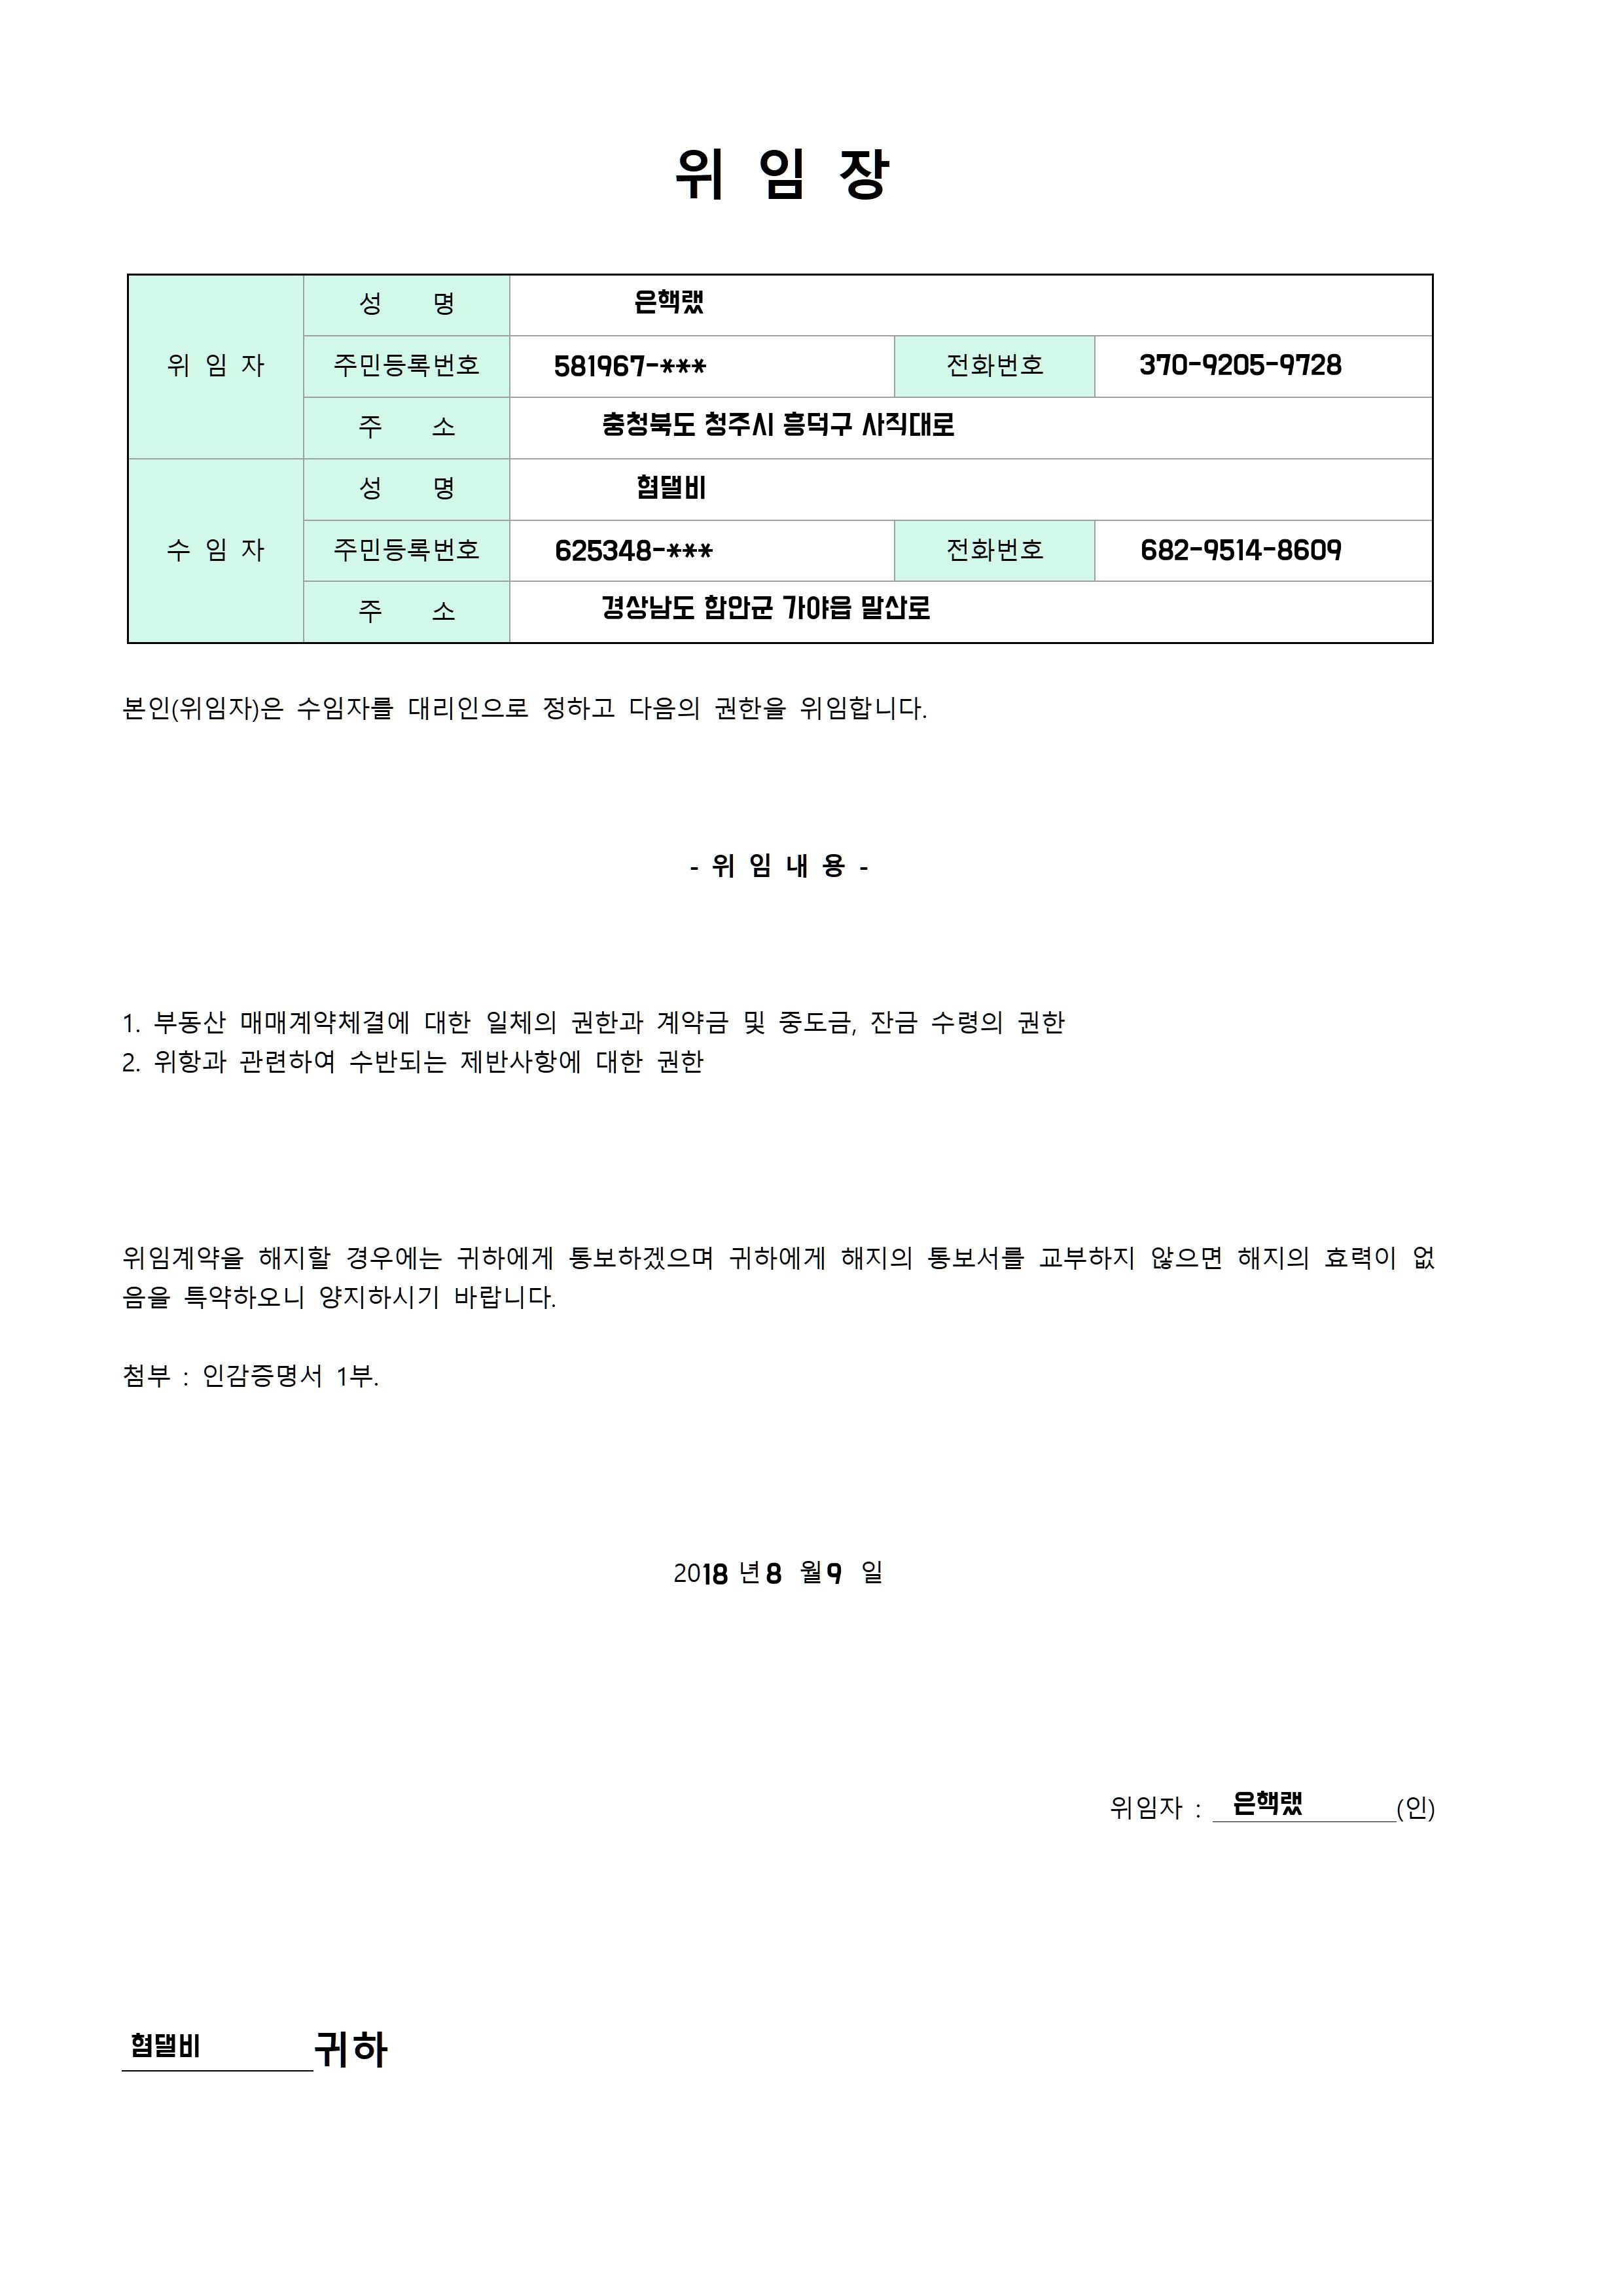 위 임 장
위 임 자
성 명 은핵랬
주민등록번호 581967-*** 전화번호 370-9205-9728
주 소 충청북도 청주시 흥덕구 사직대로
수 임 자
성 명 혐댈비
주민등록번호 625348-*** 전화번호 682-9514-8609
주 소 경상남도 함안군 가야읍 말산로
본인(위임자)은 수임자를 대리인으로 정하고 다음의 권한을 위임합니다.
- 위 임 내 용 -
1. 부동산 매매계약체결에 대한 일체의 권한과 계약금 및 중도금, 잔금 수령의 권한
2. 위항과 관련하여 수반되는 제반사항에 대한 권한
위임계약을 해지할 경우에는 귀하에게 통보하겠으며 귀하에게 해지의 통보서를 교부하지 않으면 해지의 효력이 없
음을 특약하오니 양지하시기 바랍니다.
첨부 : 인감증명서 1부.
2018 년 8 월 9 일
위임자 : 은핵랬 (인)
혐댈비 귀하